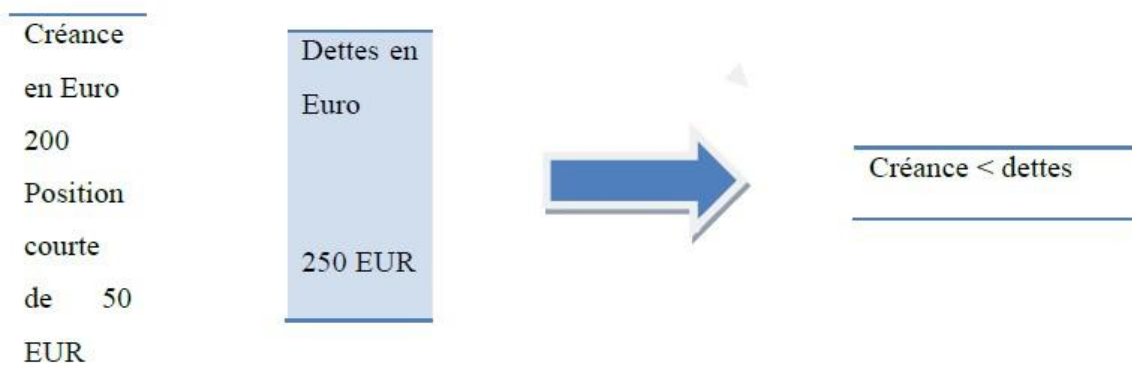 Créance
en Euro
200
Position
courte
de 50
EUR
Dettes en
Euro
250 EUR
Créance < dettes